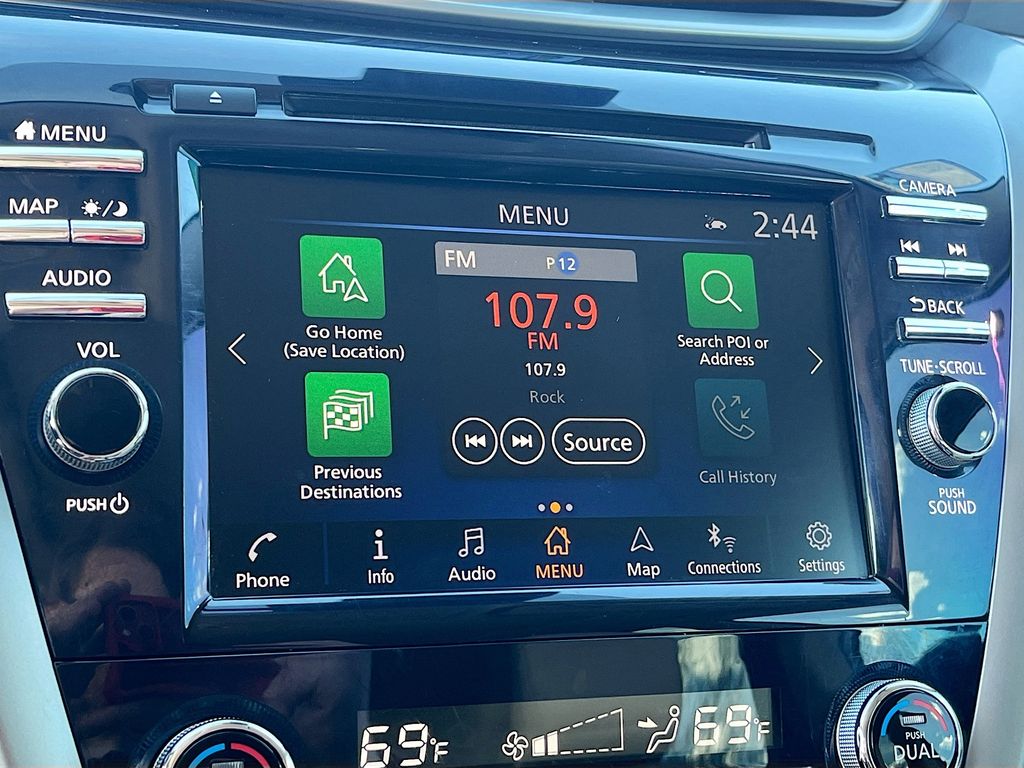 MENU
MAP
AUDIO
VOL
PUSH
MENU
2:44
Go Home
(Save Location)
Previous
Destinations
FM P12
107.9
FM
107.9
Rock
Source
Search POI or
Address
Call History
Phone
Info
Audio
MENU
Map
Connections
Settings
CAMERA
BACK
TUNE·SCROLL
PUSH
SOUND
69°F
69°F
PUSH
DUAL